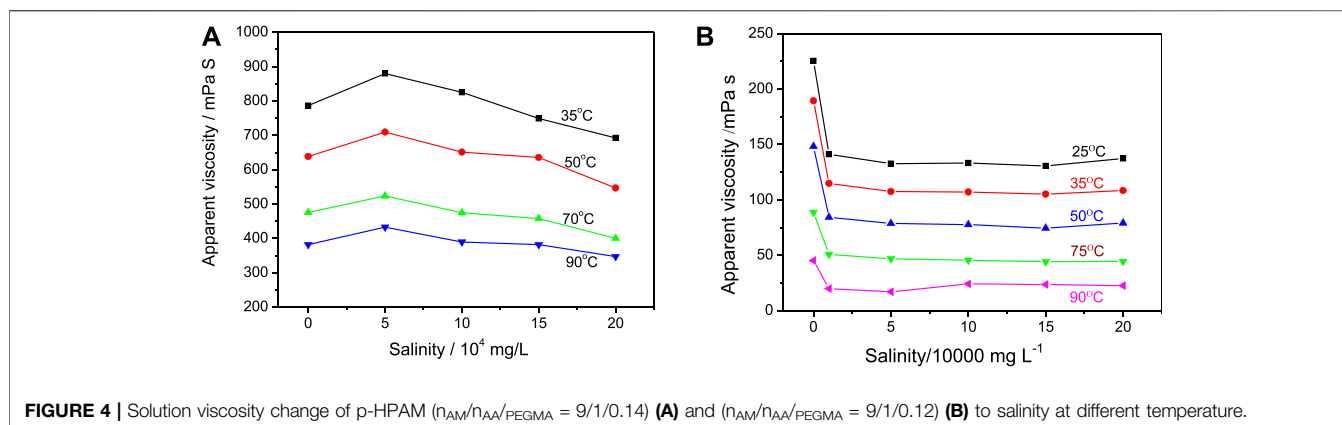 A
1000
900
800
700
600
500
400
300
200
Apparent viscosity / mPa S
35°C
50°C
70°C
90°C
0 5 10 15 20
Salinity / 10⁴ mg/L
B
250
200
150
100
50
0
Apparent viscosity /mPa s
25°C
35°C
50°C
75°C
90°C
0 5 10 15 20
Salinity/10000 mg L⁻¹
FIGURE 4 | Solution viscosity change of p-HPAM (nAM/nAA/PEGMA = 9/1/0.14) (A) and (nAM/nAA/PEGMA = 9/1/0.12) (B) to salinity at different temperature.